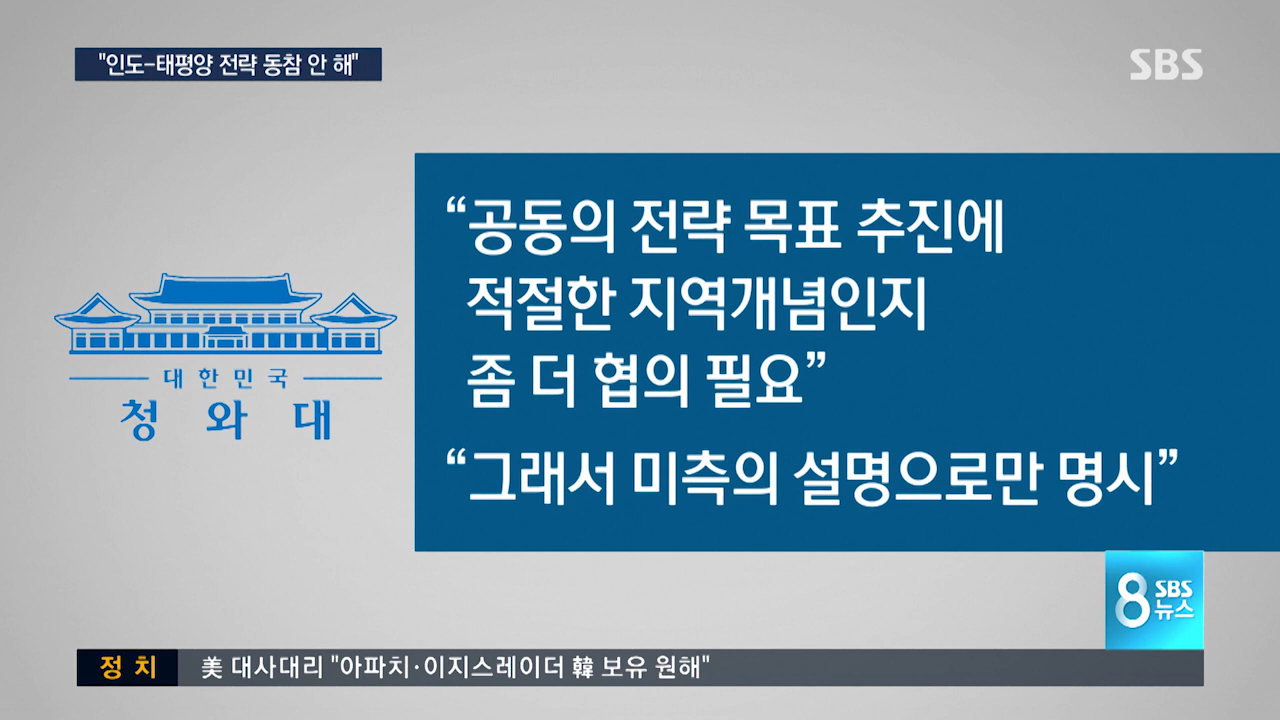 "인도-태평양 전략 동참 안 해"
SBS
“공동의 전략 목표 추진에
적절한 지역개념인지
좀 더 협의 필요”
“그래서 미측의 설명으로만 명시”
대한민국
청와대
8 SBS 뉴스
정치 美 대사대리 "아파치·이지스레이더 韓 보유 원해"